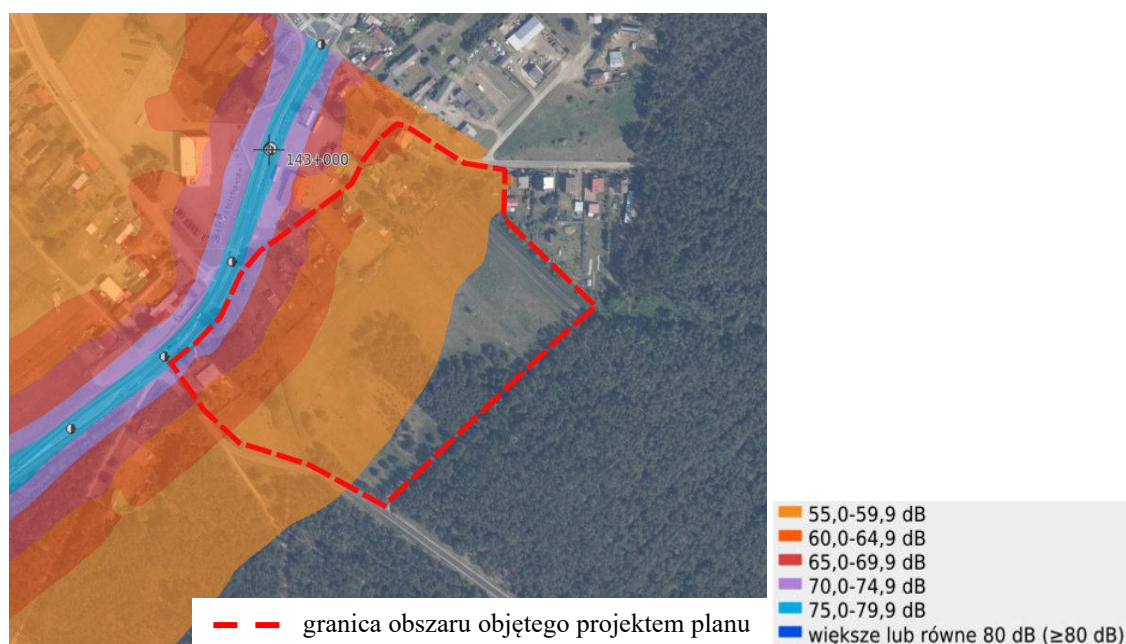 143+000
granica obszaru objętego projektem planu
55,0-59,9 dB
60,0-64,9 dB
65,0-69,9 dB
70,0-74,9 dB
75,0-79,9 dB
większe lub równe 80 dB (≥80 dB)